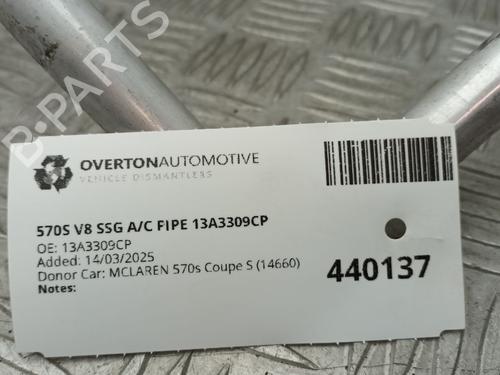 B-PARTS
OVERTONAUTOMOTIVE
VEHICLE DISMANTLERS
570S V8 SSG A/C FIPE 13A3309CP
OE: 13A3309CP
Added: 14/03/2025
Donor Car: MCLAREN 570s Coupe S (14660)
Notes:
440137